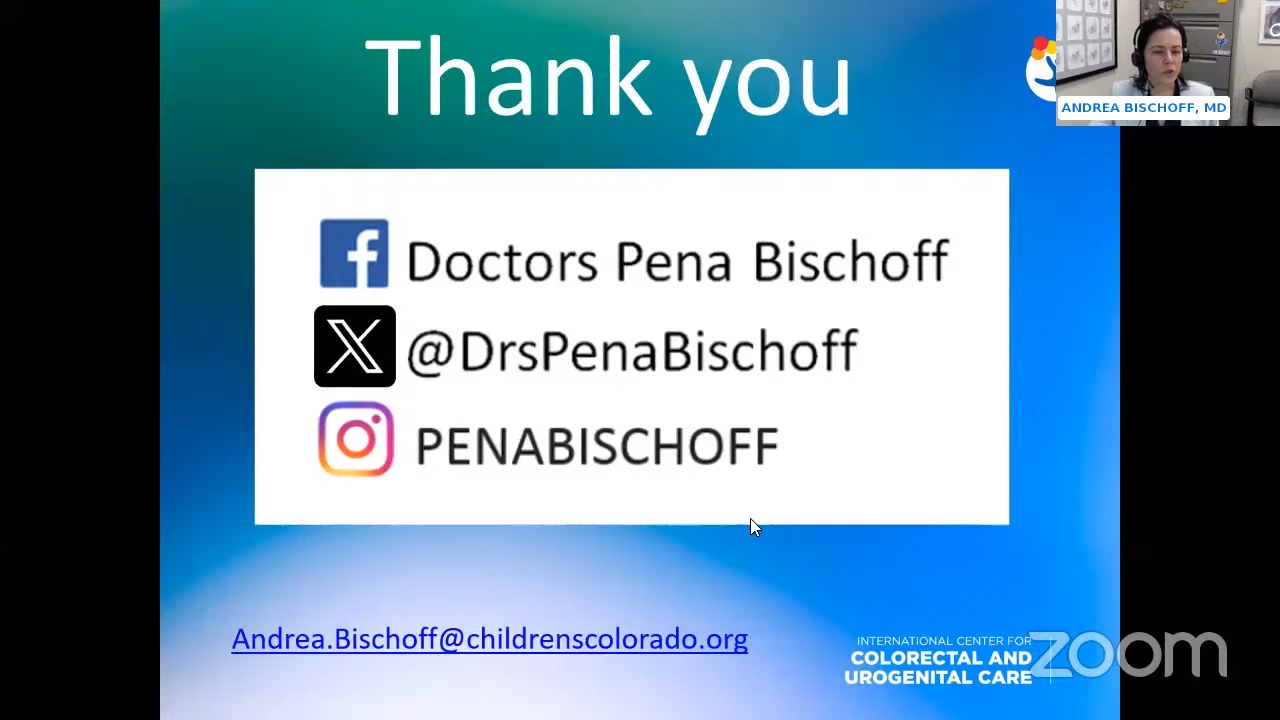 Thank you
ANDREA BISCHOFF, MD
Doctors Pena Bischoff
@DrsPenaBischoff
PENABISCHOFF
Andrea.Bischoff@childrenscolorado.org
INTERNATIONAL CENTER FOR
COLORECTAL AND
UROGENITAL CARE
zoom